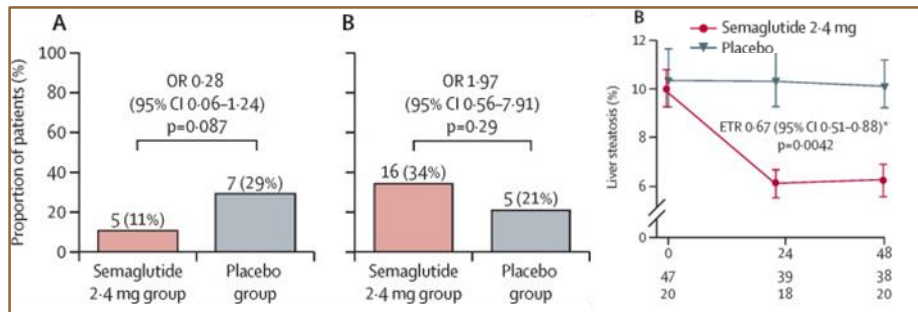 A
Proportion of patients (%)
100
80
60
40
20
0
OR 0·28
(95% CI 0·06–1·24)
p=0·087
5 (11%)
7 (29%)
Semaglutide
2·4 mg group
Placebo
group
B
OR 1·97
(95% CI 0·56–7·91)
p=0·29
16 (34%)
5 (21%)
Semaglutide
2·4 mg group
Placebo
group
B
Semaglutide 2·4 mg
Placebo
Liver steatosis (%)
12
10
8
6
0
ETR 0·67 (95% CI 0·51–0·88)*
p=0·0042
0 24 48
47 39 38
20 18 20